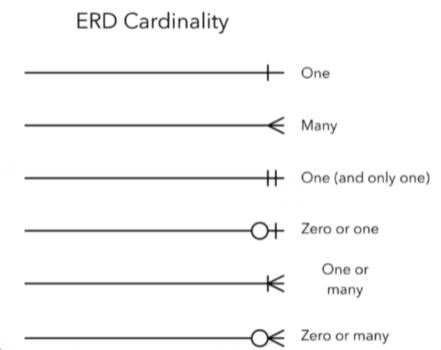 ERD Cardinality
One
Many
One (and only one)
Zero or one
One or
many
Zero or many